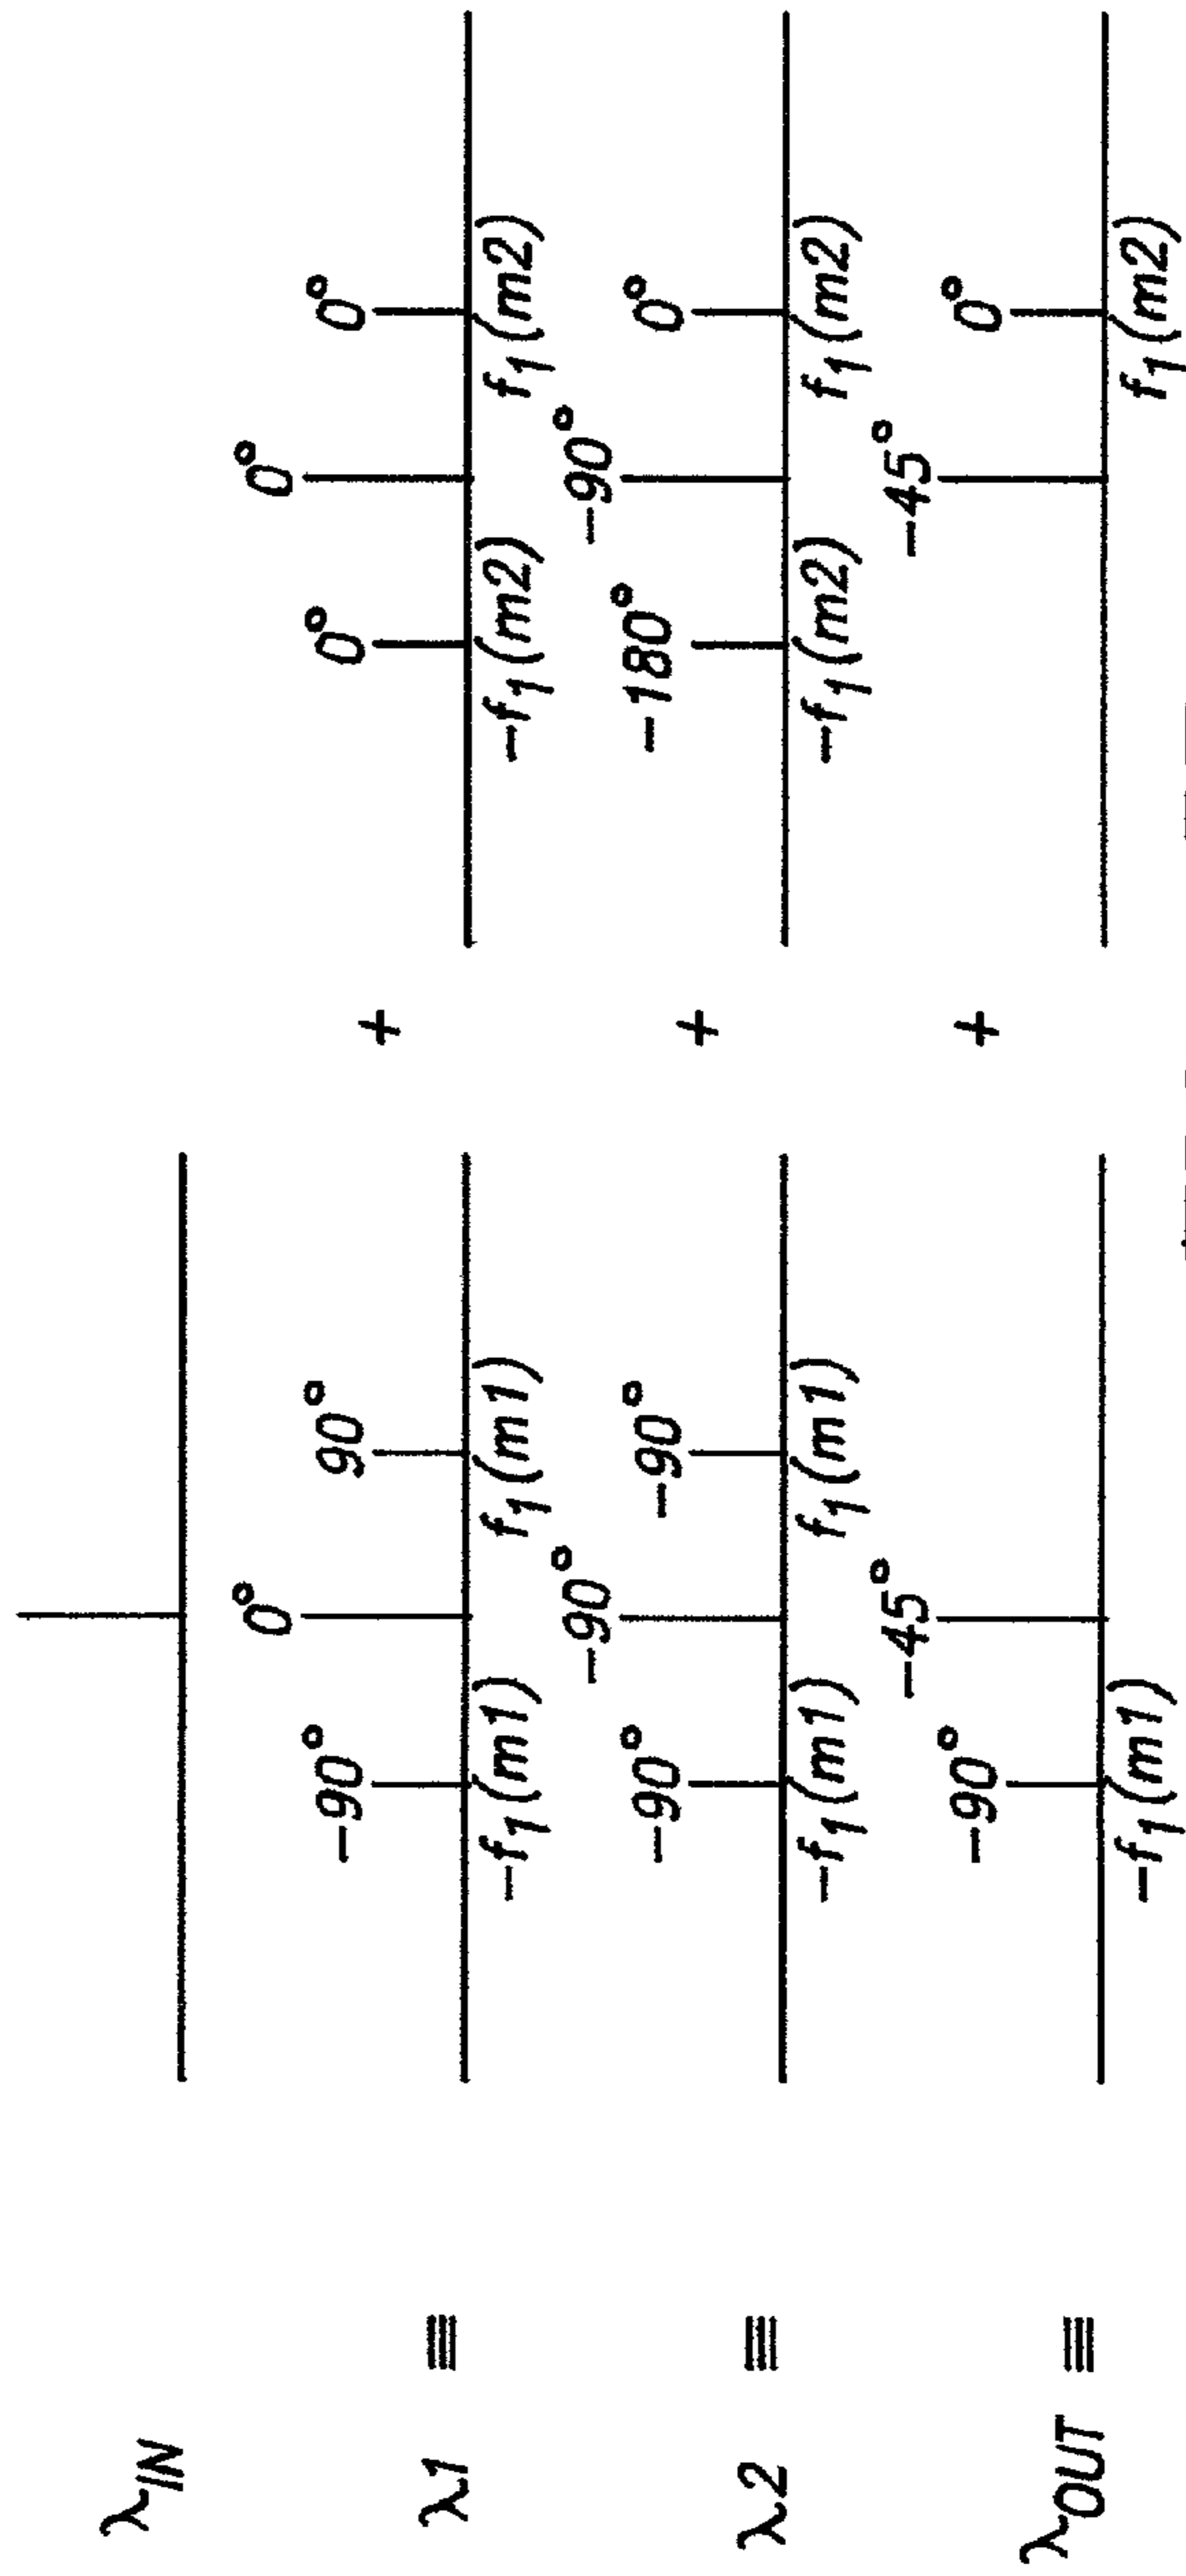 λIN
0° 0°
-90° 90° + 0° 0°
λ1 ≡ -f1(m1) f1(m1) -f1(m2) f1(m2)
-90° -90°
-90° -90° + -180° 0°
λ2 ≡ -f1(m1) f1(m1) -f1(m2) f1(m2)
-45° -45°
-90° + 0°
λOUT ≡ -f1(m1) f1(m2)